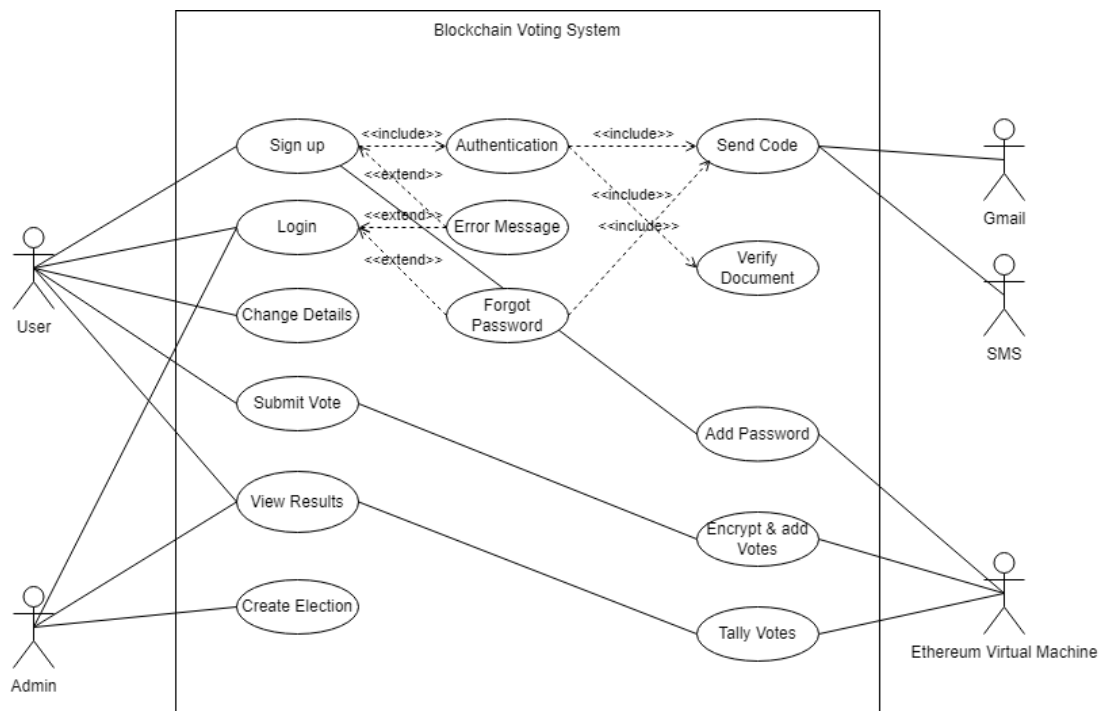 Blockchain Voting System
Sign up
<<include>>
Authentication
<<include>>
Send Code
Gmail
<<extend>>
<<include>>
Login
<<extend>>
Error Message
<<include>>
Verify
Document
<<extend>>
User
Change Details
Forgot
Password
SMS
Submit Vote
Add Password
View Results
Encrypt & add
Votes
Create Election
Tally Votes
Ethereum Virtual Machine
Admin